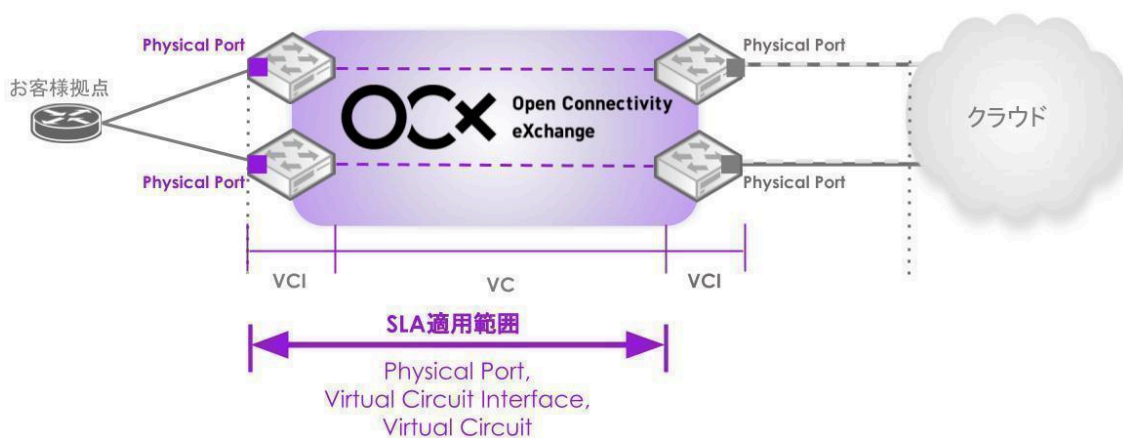 Physical Port
Physical Port
お客様拠点
OCX Open Connectivity
eXchange
クラウド
Physical Port
Physical Port
VCI
VC
VCI
SLA適用範囲
Physical Port,
Virtual Circuit Interface,
Virtual Circuit